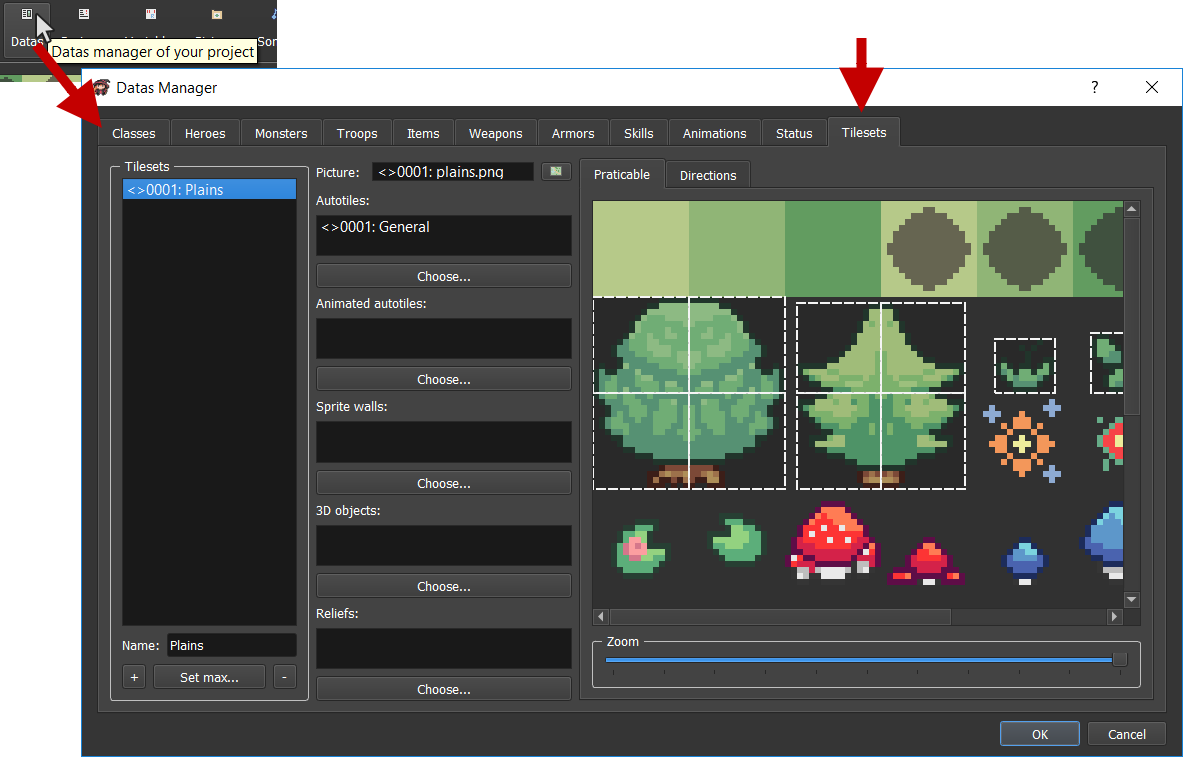 Datas
Datas manager of your project
Datas Manager
?
Classes Heroes Monsters Troops Items Weapons Armors Skills Animations Status Tilesets
Tilesets
<>0001: Plains
Name: Plains
+ Set max... -
Picture: <>0001: plains.png
Autotiles:
<>0001: General
Choose...
Animated autotiles:
Choose...
Sprite walls:
Choose...
3D objects:
Choose...
Reliefs:
Choose...
Praticable Directions
Zoom
OK Cancel